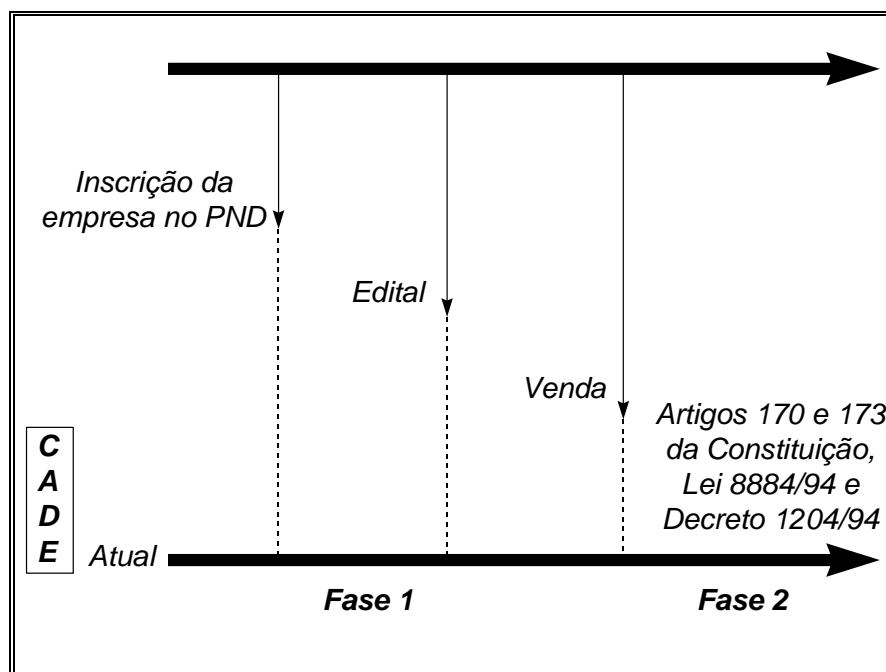 Inscrição da
empresa no PND
Edital
Venda
Artigos 170 e 173
da Constituição,
Lei 8884/94 e
Decreto 1204/94
C
A
D
E
Atual
Fase 1
Fase 2